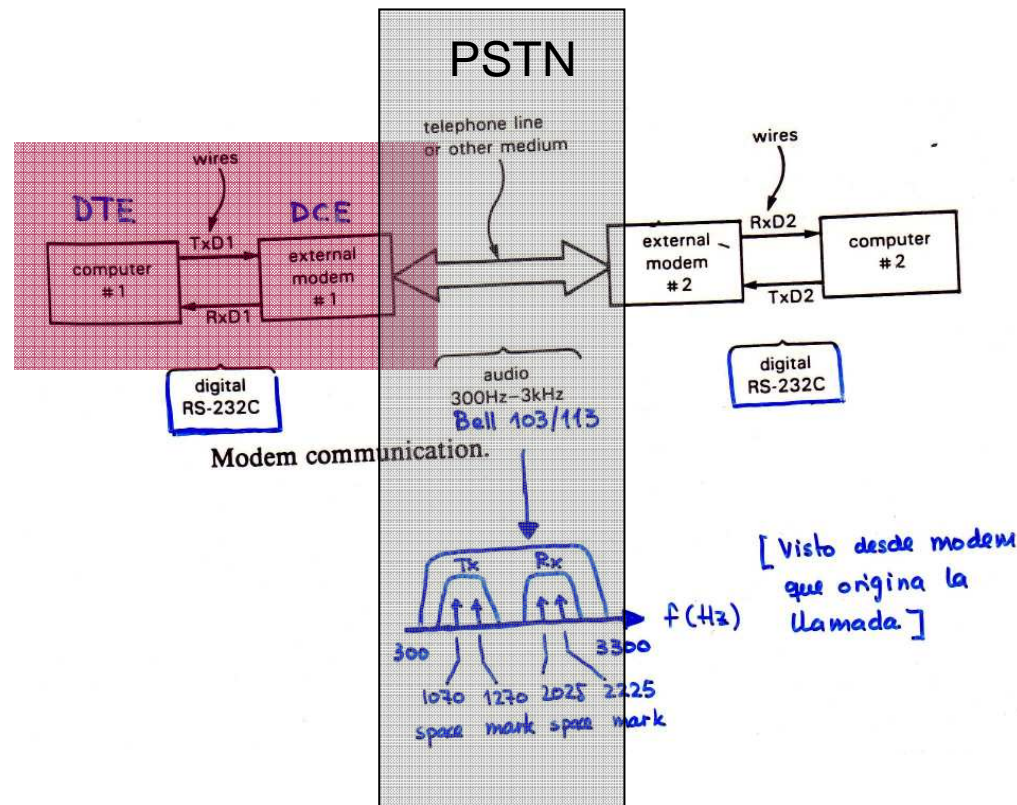 PSTN
telephone line
or other medium
wires
wires
DTE
DCE
TxD1
RxD2
computer
#1
external
modem
#1
external
modem
#2
computer
#2
RxD1
TxD2
digital
RS-232C
audio
300Hz–3kHz
digital
RS-232C
Bell 103/113
Modem communication.
Tx
Rx
[Visto desde modem
que origina la
llamada]
f(Hz)
300
3300
1070 1270 2025 2225
space mark space mark